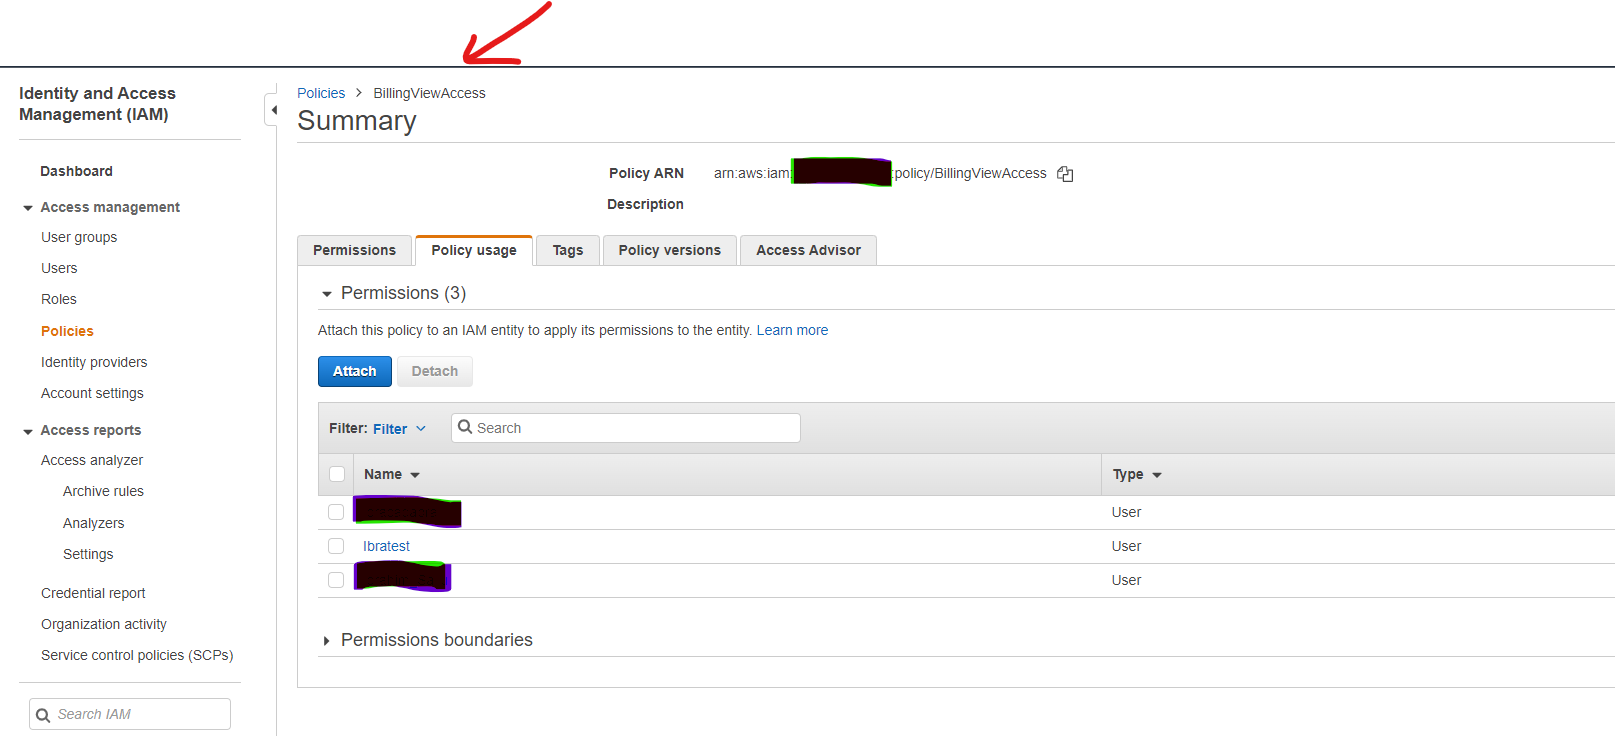 Identity and Access
Management (IAM)
Dashboard
Access management
User groups
Users
Roles
Policies
Identity providers
Account settings
Access reports
Access analyzer
Archive rules
Analyzers
Settings
Credential report
Organization activity
Service control policies (SCPs)
Search IAM
Policies > BillingViewAccess
Summary
Policy ARN arn:aws:iam: :policy/BillingViewAccess
Description
Permissions Policy usage Tags Policy versions Access Advisor
Permissions (3)
Attach this policy to an IAM entity to apply its permissions to the entity. Learn more
Attach Detach
Filter: Filter Search
Name Type
User
Ibratest User
User
Permissions boundaries